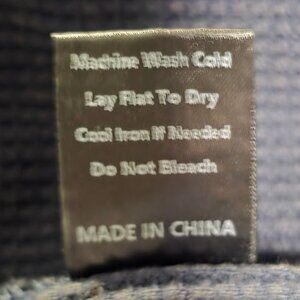 Machine Wash Cold
Lay Flat To Dry
Cool Iron If Needed
Do Not Bleach
MADE IN CHINA